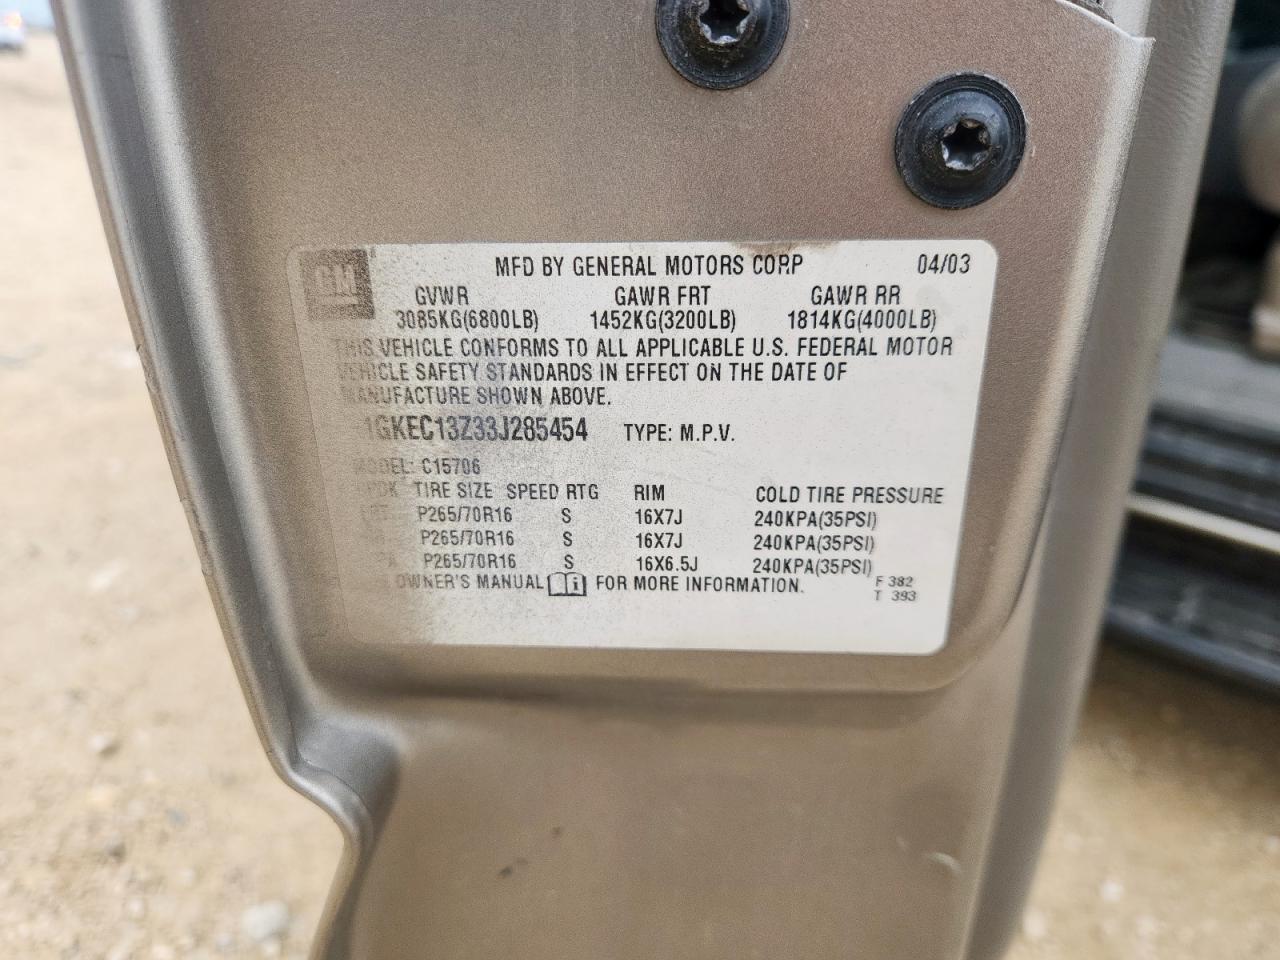 GM
MFD BY GENERAL MOTORS CORP 04/03
GVWR GAWR FRT GAWR RR
3085KG(6800LB) 1452KG(3200LB) 1814KG(4000LB)
THIS VEHICLE CONFORMS TO ALL APPLICABLE U.S. FEDERAL MOTOR
VEHICLE SAFETY STANDARDS IN EFFECT ON THE DATE OF
MANUFACTURE SHOWN ABOVE.
1GKEC13Z33J285454 TYPE: M.P.V.
MODEL: C15706
TIRE SIZE SPEED RTG RIM COLD TIRE PRESSURE
FRT P265/70R16 S 16X7J 240KPA(35PSI)
P265/70R16 S 16X7J 240KPA(35PSI)
P265/70R16 S 16X6.5J 240KPA(35PSI)
OWNER'S MANUAL i FOR MORE INFORMATION.
F 382
T 393